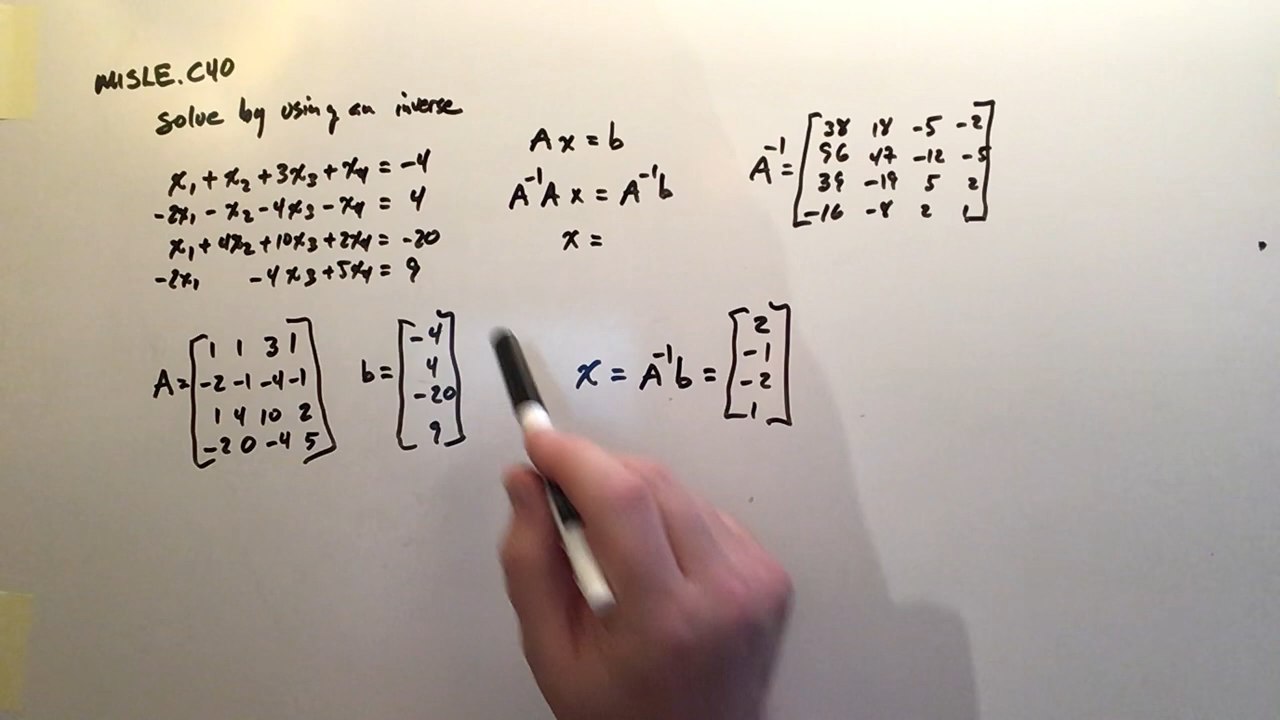 MISLE.C40
solve by using an inverse
x₁ + x₂ + 3x₃ + x₄ = -4
-2x₁ - x₂ - 4x₃ - x₄ = 4
x₁ + 4x₂ + 10x₃ + 2x₄ = -20
-2x₁ - 4x₃ + 5x₄ = 9
Ax = b
A⁻¹Ax = A⁻¹b
x =
A⁻¹ =
38 18 -5 -2
96 47 -12 -5
39 -19 5 2
-16 -8 2 1
A =
1 1 3 1
-2 -1 -4 -1
1 4 10 2
-2 0 -4 5
b =
-4
4
-20
9
x = A⁻¹b =
2
-1
-2
1